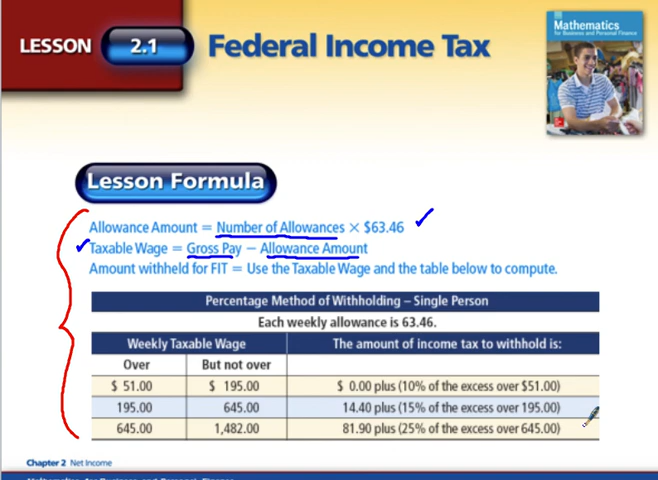 LESSON 2.1 Federal Income Tax
Mathematics
for Business and Personal Finance
Lesson Formula
Allowance Amount = Number of Allowances × $63.46
Taxable Wage = Gross Pay − Allowance Amount
Amount withheld for FIT = Use the Taxable Wage and the table below to compute.
Percentage Method of Withholding – Single Person
Each weekly allowance is 63.46.
Weekly Taxable Wage The amount of income tax to withhold is:
Over But not over
$ 51.00 $ 195.00 $ 0.00 plus (10% of the excess over $51.00)
195.00 645.00 14.40 plus (15% of the excess over 195.00)
645.00 1,482.00 81.90 plus (25% of the excess over 645.00)
Chapter 2 Net Income